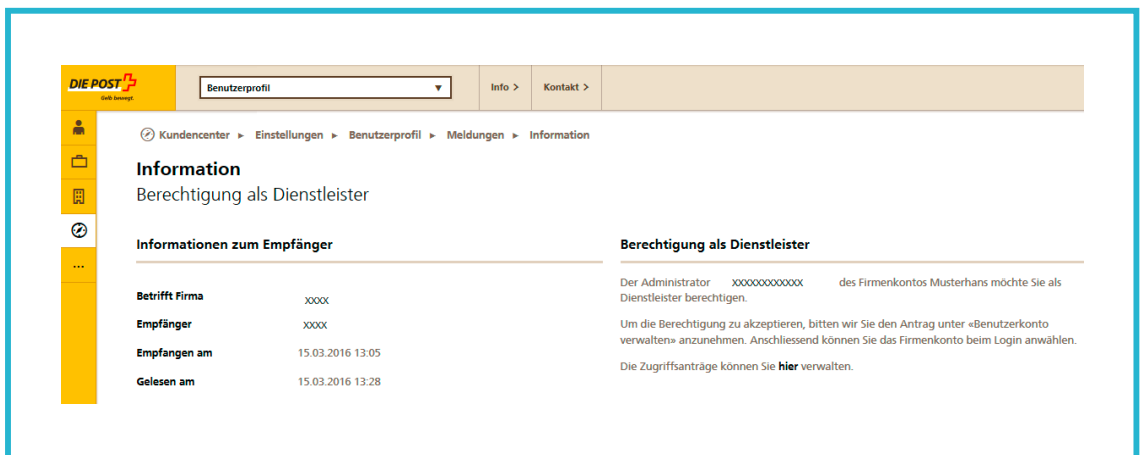 DIE POST
Gelb bewegt.
Benutzerprofil
Info >
Kontakt >
Kundencenter ► Einstellungen ► Benutzerprofil ► Meldungen ► Information
Information
Berechtigung als Dienstleister
Informationen zum Empfänger
Betrifft Firma xxxx
Empfänger xxxx
Empfangen am 15.03.2016 13:05
Gelesen am 15.03.2016 13:28
Berechtigung als Dienstleister
Der Administrator xxxxxxxxxxxx des Firmenkontos Musterhans möchte Sie als
Dienstleister berechtigen.
Um die Berechtigung zu akzeptieren, bitten wir Sie den Antrag unter «Benutzerkonto
verwalten» anzunehmen. Anschliessend können Sie das Firmenkonto beim Login anwählen.
Die Zugriffsanträge können Sie hier verwalten.